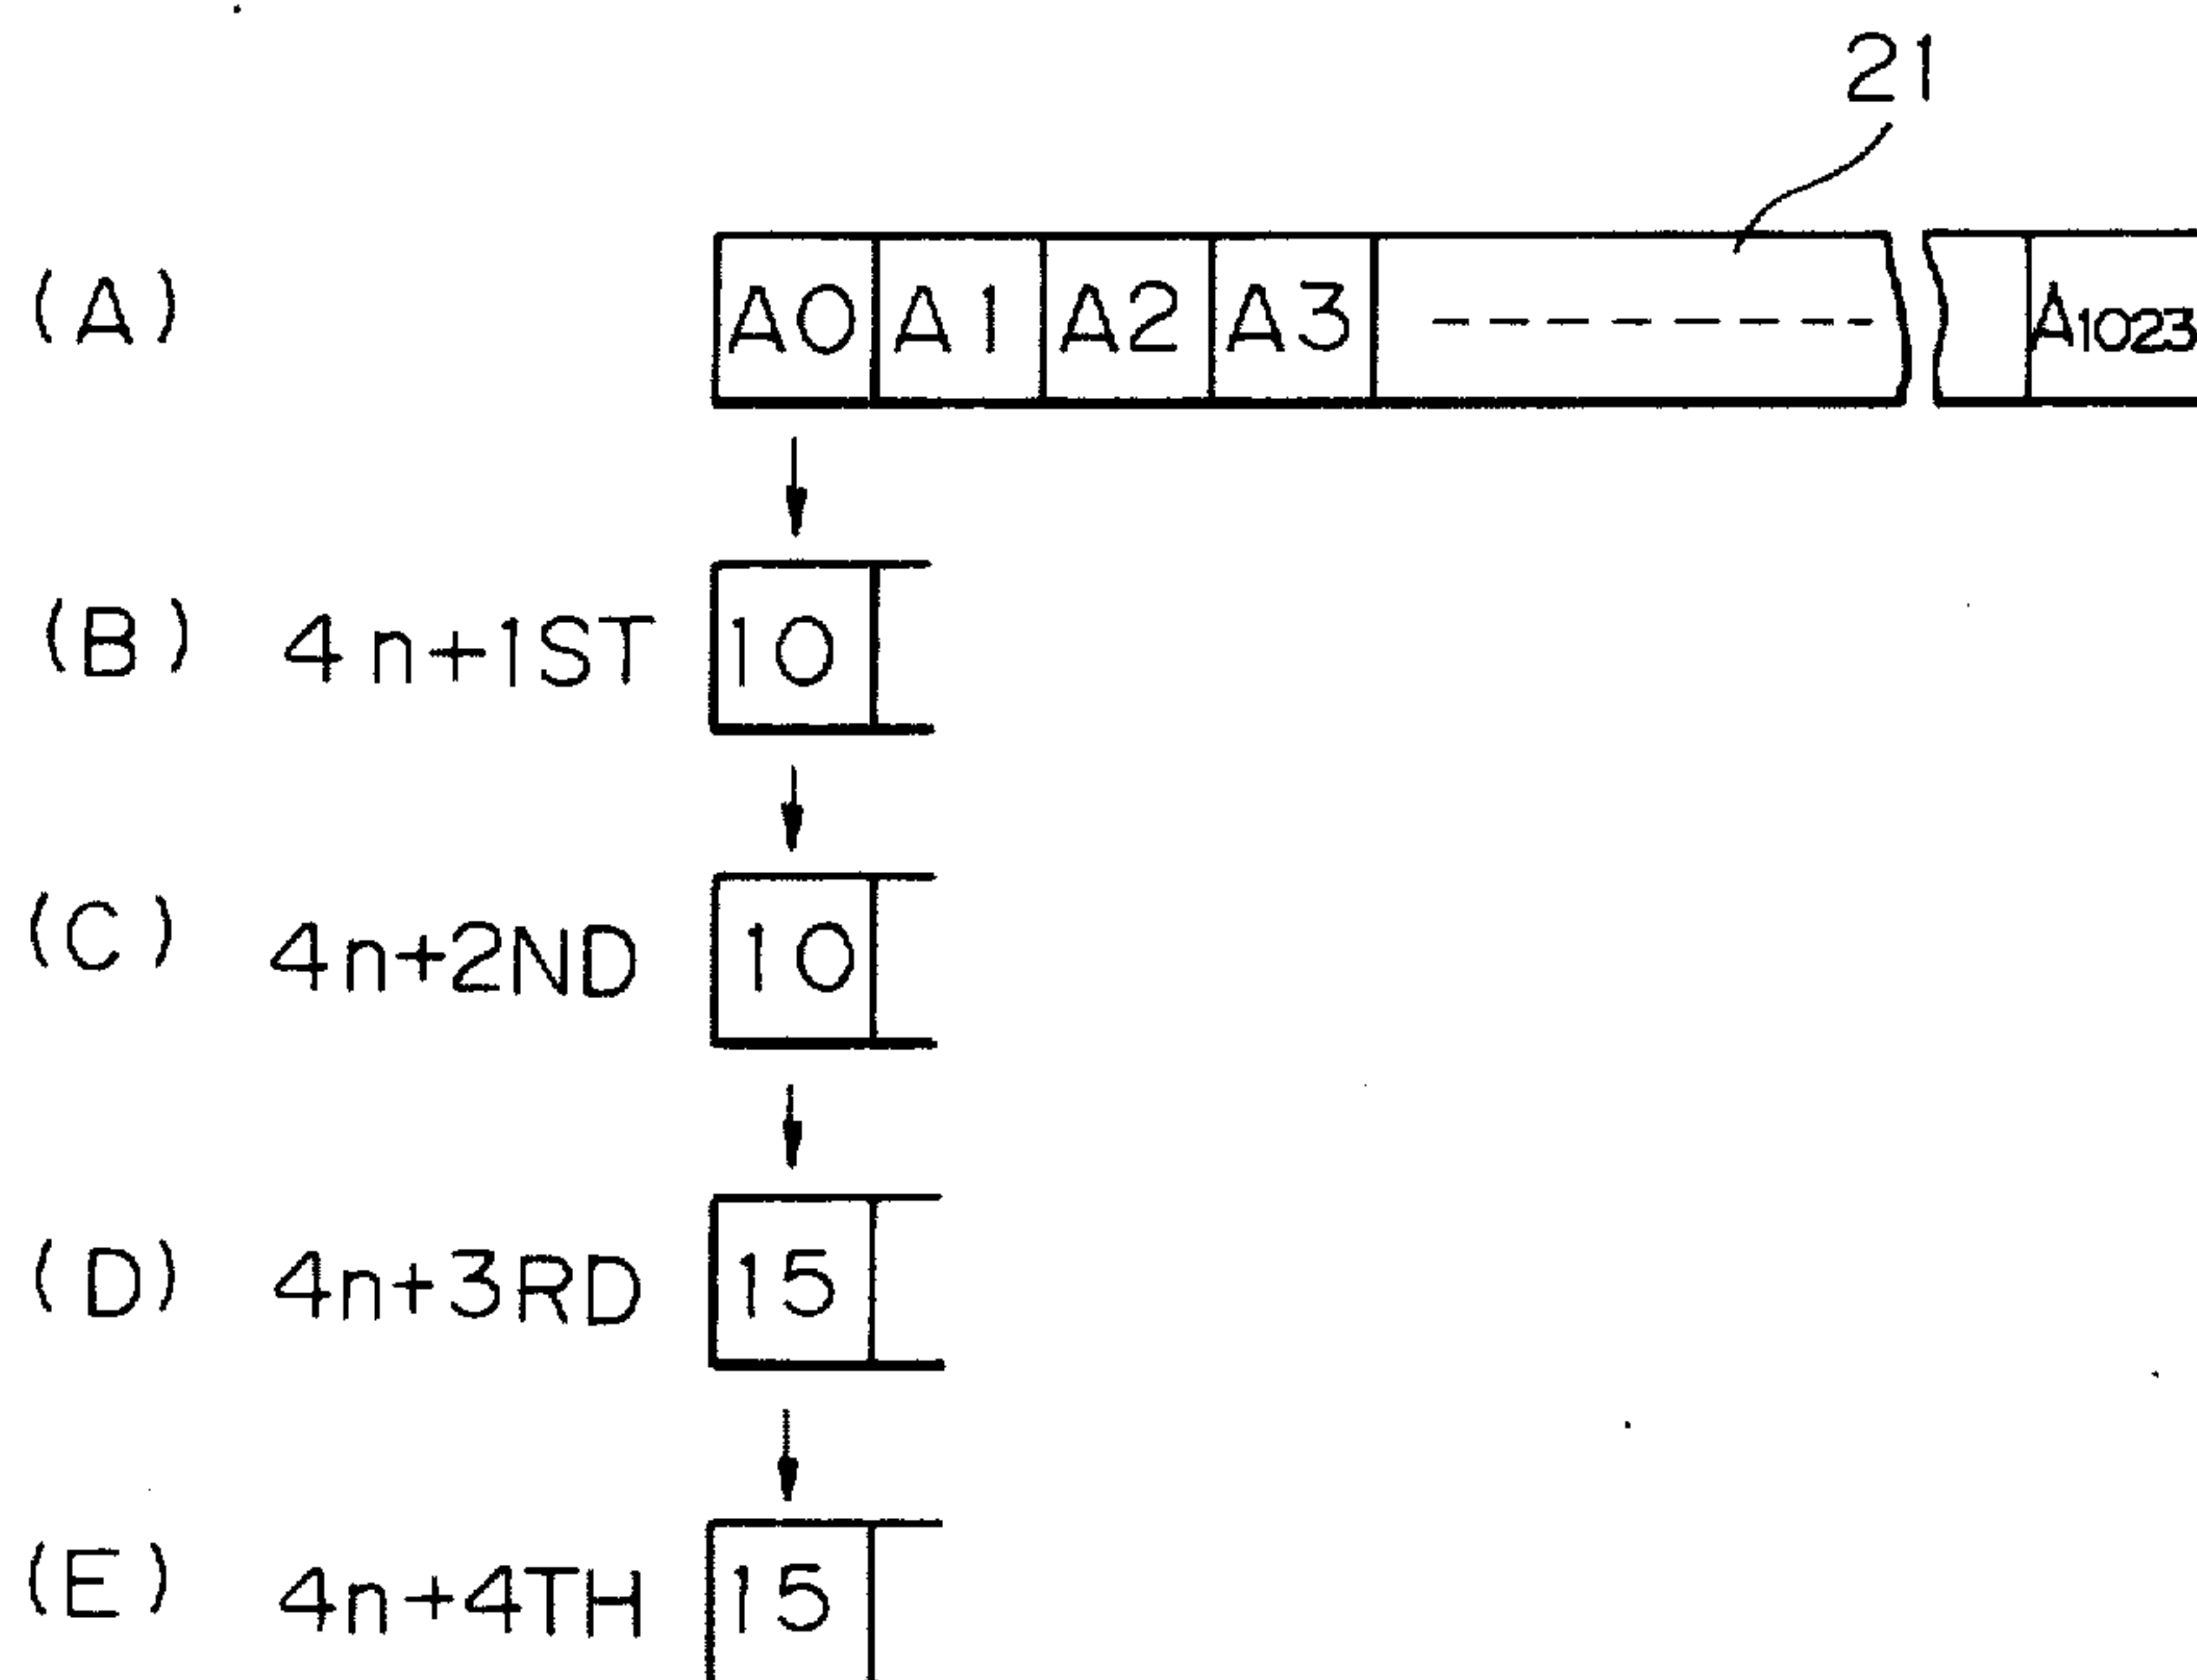 21
(A) A0 A1 A2 A3 A1023
(B) 4n+1ST 10
(C) 4n+2ND 10
(D) 4n+3RD 15
(E) 4n+4TH 15